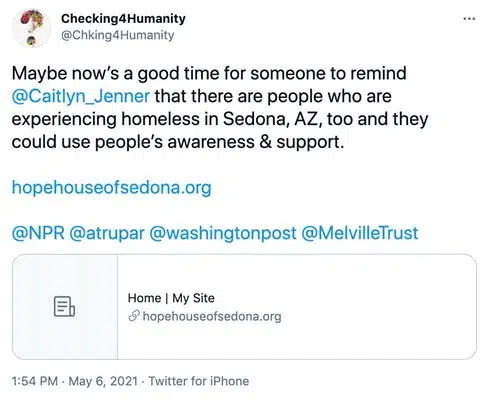 Checking4Humanity
@Chking4Humanity
Maybe now’s a good time for someone to remind
@Caitlyn_Jenner that there are people who are
experiencing homeless in Sedona, AZ, too and they
could use people’s awareness & support.
hopehouseofsedona.org
@NPR @atrupar @washingtonpost @MelvilleTrust
Home | My Site
hopehouseofsedona.org
1:54 PM · May 6, 2021 · Twitter for iPhone